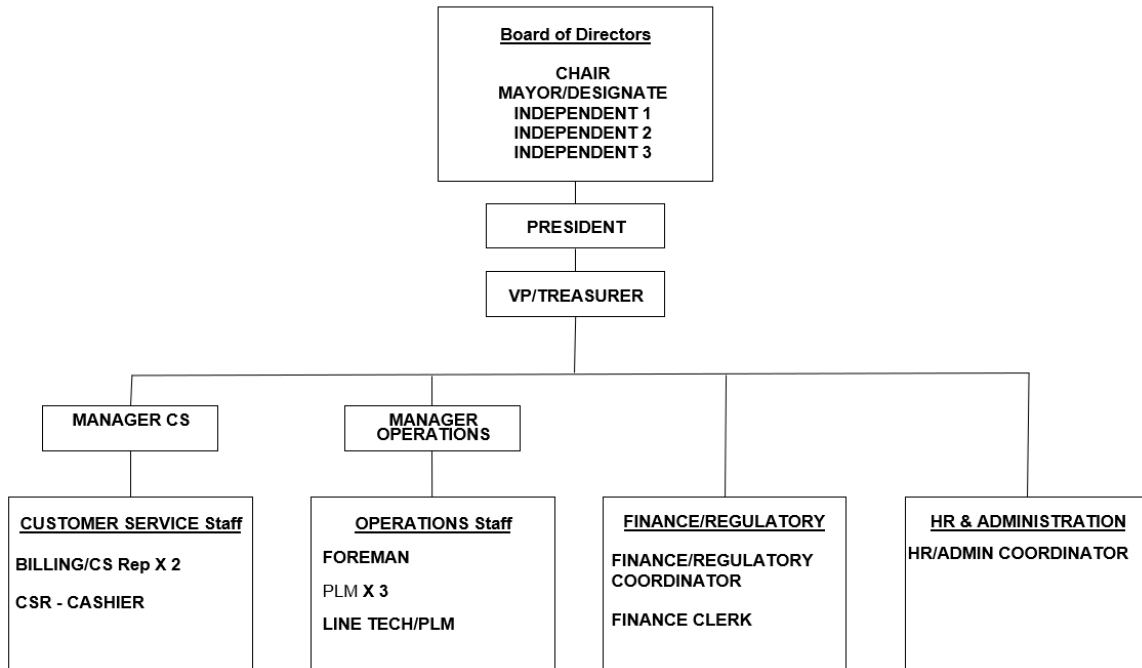 Board of Directors
CHAIR
MAYOR/DESIGNATE
INDEPENDENT 1
INDEPENDENT 2
INDEPENDENT 3
PRESIDENT
VP/TREASURER
MANAGER CS
MANAGER
OPERATIONS
CUSTOMER SERVICE Staff
BILLING/CS Rep X 2
CSR - CASHIER
OPERATIONS Staff
FOREMAN
PLM X 3
LINE TECH/PLM
FINANCE/REGULATORY
FINANCE/REGULATORY
COORDINATOR
FINANCE CLERK
HR & ADMINISTRATION
HR/ADMIN COORDINATOR